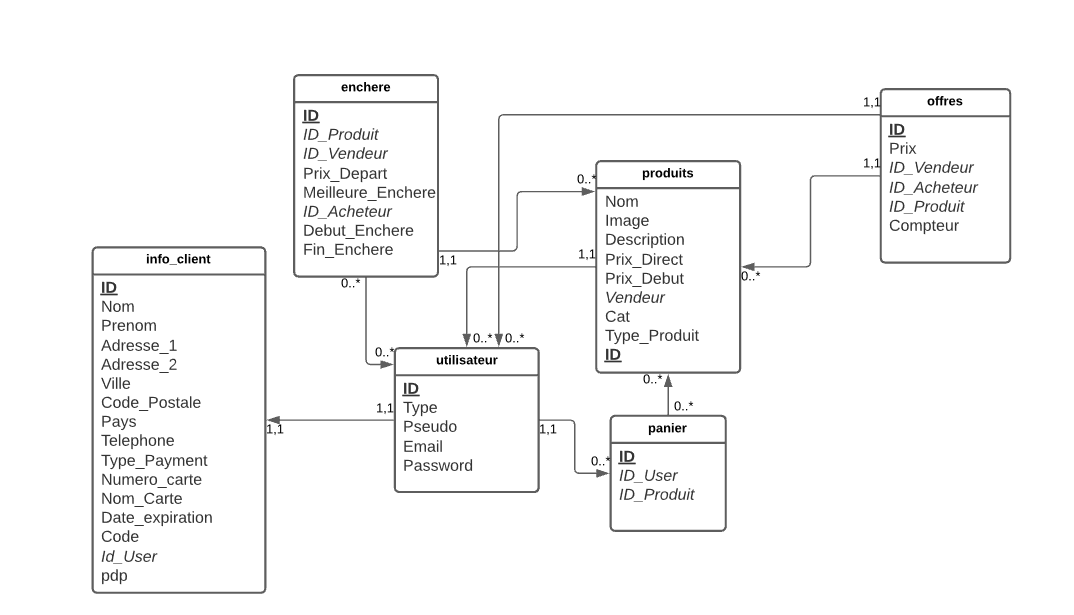 enchere
ID
ID_Produit
ID_Vendeur
Prix_Depart
Meilleure_Enchere
ID_Acheteur
Debut_Enchere
Fin_Enchere
1,1
0..*
0..*
offres
ID
Prix
ID_Vendeur
ID_Acheteur
ID_Produit
Compteur
1,1
1,1
0..*
produits
Nom
Image
Description
Prix_Direct
Prix_Debut
Vendeur
Cat
Type_Produit
ID
0..*
1,1
0..*
0..*
0..*
info_client
ID
Nom
Prenom
Adresse_1
Adresse_2
Ville
Code_Postale
Pays
Telephone
Type_Payment
Numero_carte
Nom_Carte
Date_expiration
Code
Id_User
pdp
1,1
utilisateur
ID
Type
Pseudo
Email
Password
1,1
1,1
0..*
panier
ID
ID_User
ID_Produit
0..*